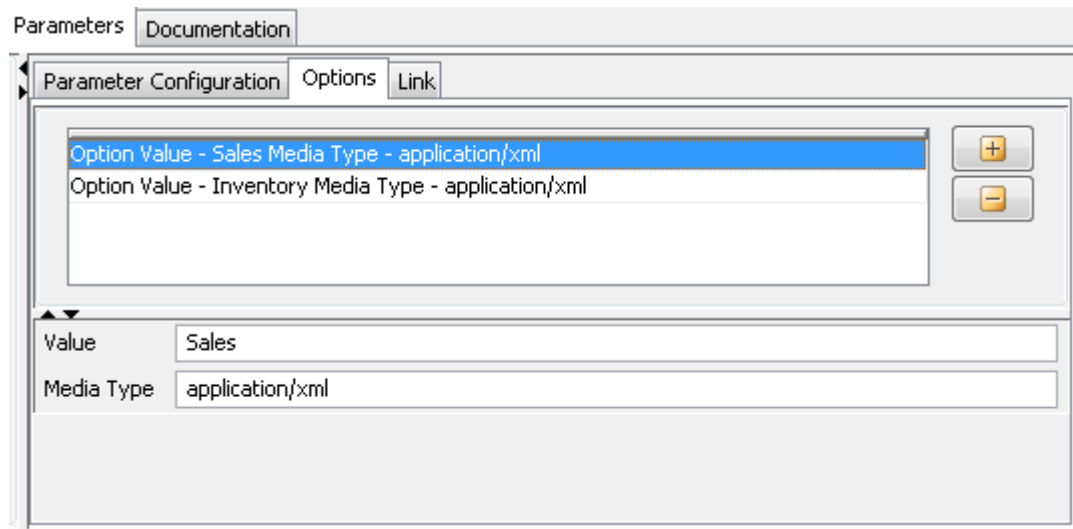 Parameters Documentation
Parameter Configuration Options Link
Option Value - Sales Media Type - application/xml
Option Value - Inventory Media Type - application/xml
Value Sales
Media Type application/xml